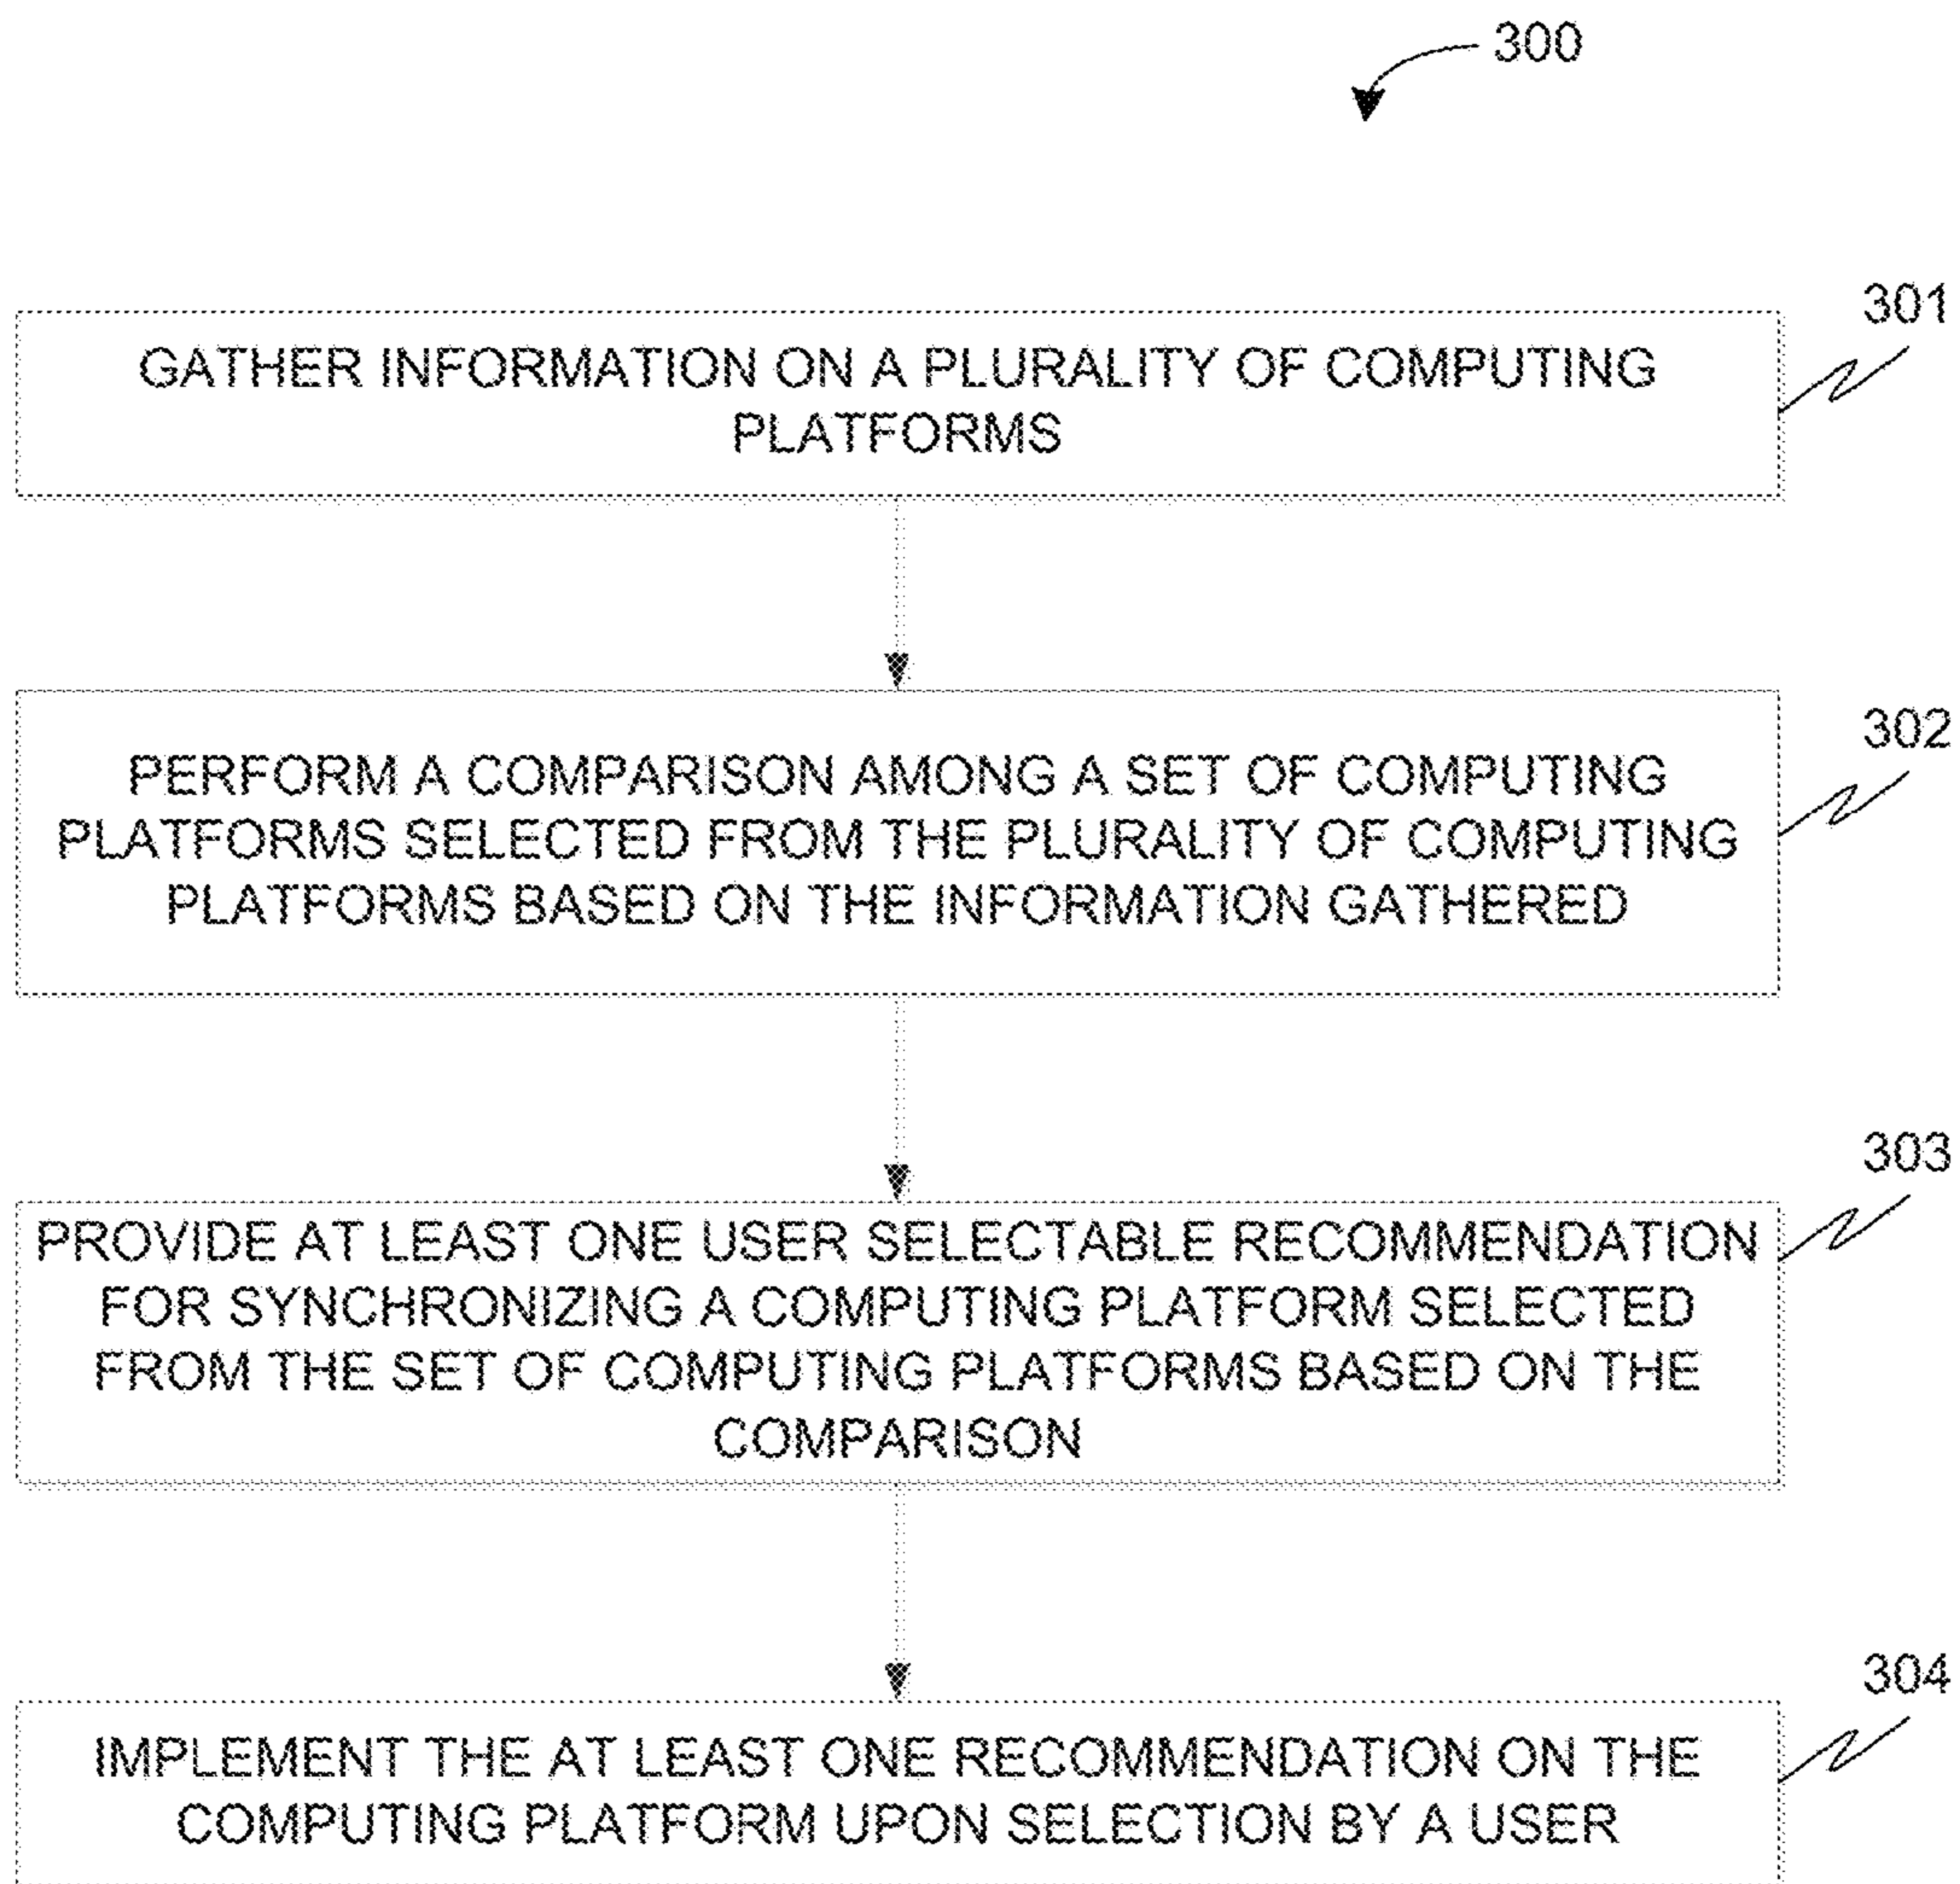 300
301
GATHER INFORMATION ON A PLURALITY OF COMPUTING
PLATFORMS
302
PERFORM A COMPARISON AMONG A SET OF COMPUTING
PLATFORMS SELECTED FROM THE PLURALITY OF COMPUTING
PLATFORMS BASED ON THE INFORMATION GATHERED
303
PROVIDE AT LEAST ONE USER SELECTABLE RECOMMENDATION
FOR SYNCHRONIZING A COMPUTING PLATFORM SELECTED
FROM THE SET OF COMPUTING PLATFORMS BASED ON THE
COMPARISON
304
IMPLEMENT THE AT LEAST ONE RECOMMENDATION ON THE
COMPUTING PLATFORM UPON SELECTION BY A USER